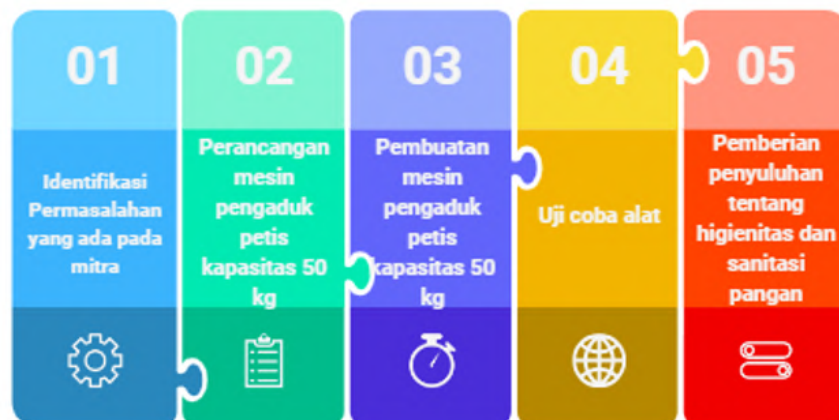 01
Identifikasi
Permasalahan
yang ada pada
mitra
02
Perancangan
mesin
pengaduk
petis
kapasitas 50
kg
03
Pembuatan
mesin
pengaduk
petis
kapasitas 50
kg
04
Uji coba alat
05
Pemberian
penyuluhan
tentang
higienitas dan
sanitasi
pangan